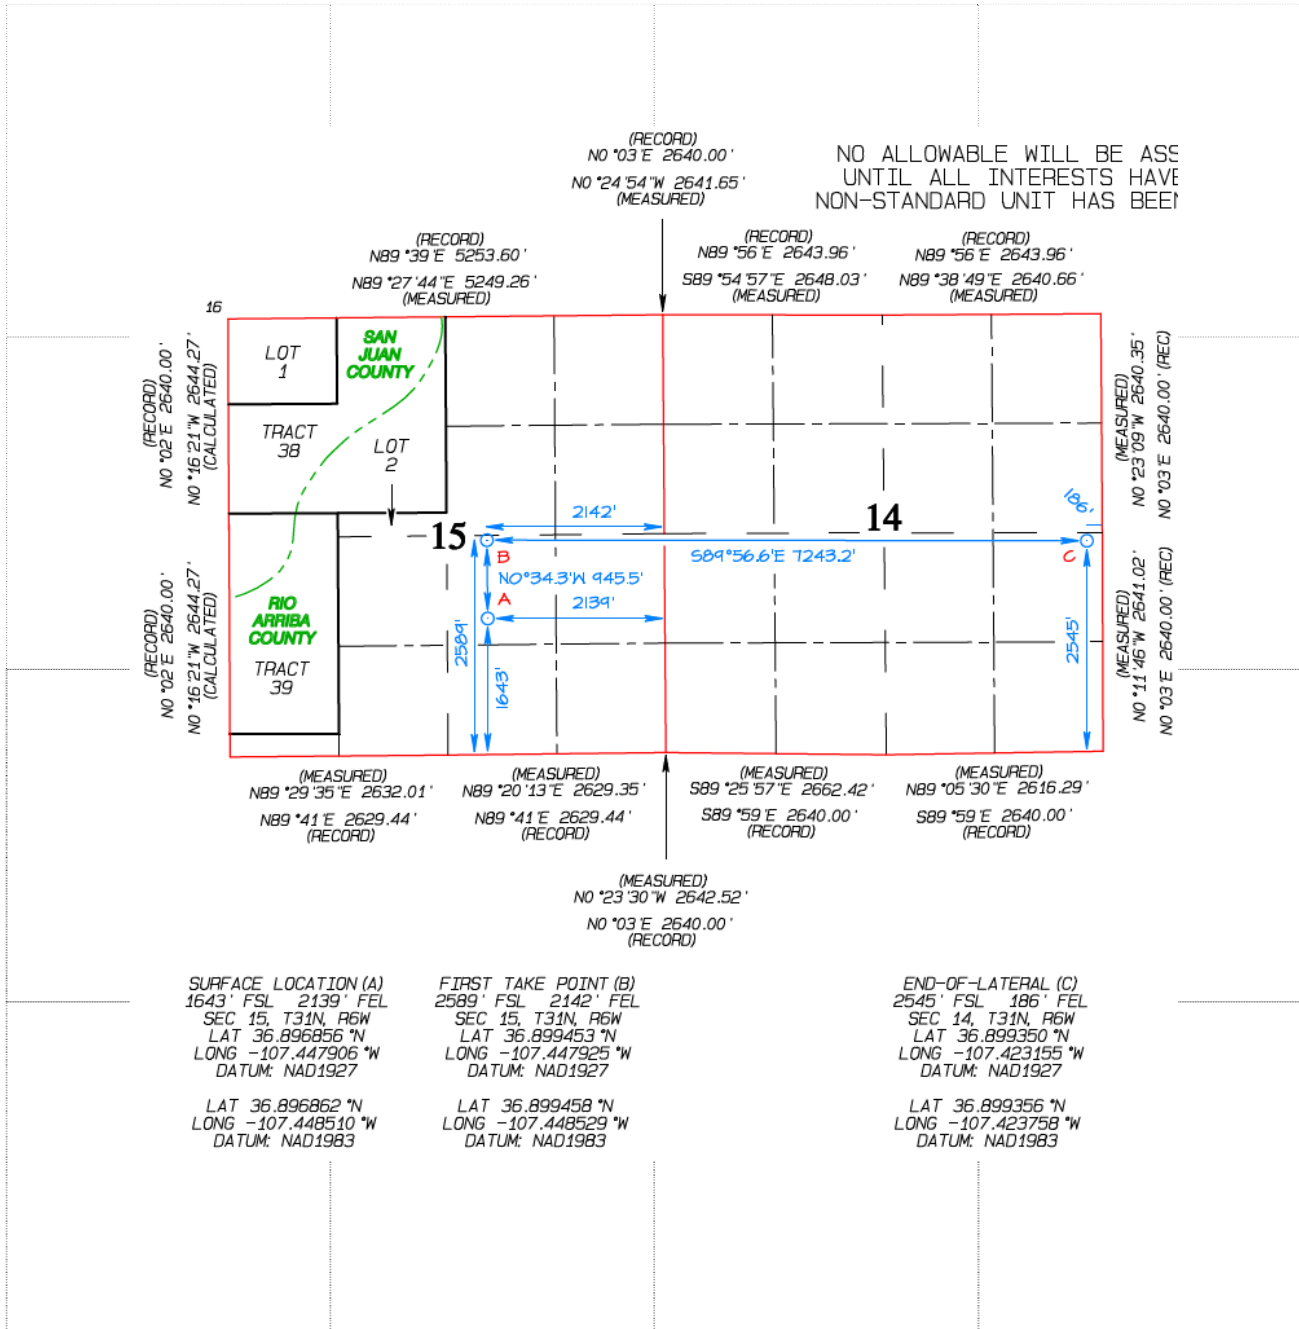 (RECORD)
N0 °03'E 2640.00'
N0 °24'54"W 2641.65'
(MEASURED)
NO ALLOWABLE WILL BE ASS
UNTIL ALL INTERESTS HAVE
NON-STANDARD UNIT HAS BEEN
(RECORD)
N89 °39'E 5253.60'
N89 °27'44"E 5249.26'
(MEASURED)
(RECORD)
N89 °56'E 2643.96'
S89 °54'57"E 2648.03'
(MEASURED)
(RECORD)
N89 °56'E 2643.96'
N89 °38'49"E 2640.66'
(MEASURED)
16
LOT
1
SAN
JUAN
COUNTY
TRACT
38
LOT
2
(RECORD)
N0 °02'E 2640.00'
N0 °16'21"W 2644.27'
(CALCULATED)
(MEASURED)
N0 °23'09"W 2640.35'
N0 °03'E 2640.00' (REC)
15
14
2142'
186'
S89°56.6'E 7243.2'
B
C
N0°34.3'W 945.5'
A
2139'
2589'
1643'
2545'
RIO
ARRIBA
COUNTY
TRACT
39
(RECORD)
N0 °02'E 2640.00'
N0 °16'21"W 2644.27'
(CALCULATED)
(MEASURED)
N0 °11'46"W 2641.02'
N0 °03'E 2640.00' (REC)
(MEASURED)
N89 °29'35"E 2632.01'
N89 °41'E 2629.44'
(RECORD)
(MEASURED)
N89 °20'13"E 2629.35'
N89 °41'E 2629.44'
(RECORD)
(MEASURED)
S89 °25'57"E 2662.42'
S89 °59'E 2640.00'
(RECORD)
(MEASURED)
N89 °05'30"E 2616.29'
S89 °59'E 2640.00'
(RECORD)
(MEASURED)
N0 °23'30"W 2642.52'
N0 °03'E 2640.00'
(RECORD)
SURFACE LOCATION (A)
1643' FSL 2139' FEL
SEC 15, T31N, R6W
LAT 36.896856 °N
LONG -107.447906 °W
DATUM: NAD1927
LAT 36.896862 °N
LONG -107.448510 °W
DATUM: NAD1983
FIRST TAKE POINT (B)
2589' FSL 2142' FEL
SEC 15, T31N, R6W
LAT 36.899453 °N
LONG -107.447925 °W
DATUM: NAD1927
LAT 36.899458 °N
LONG -107.448529 °W
DATUM: NAD1983
END-OF-LATERAL (C)
2545' FSL 186' FEL
SEC 14, T31N, R6W
LAT 36.899350 °N
LONG -107.423155 °W
DATUM: NAD1927
LAT 36.899356 °N
LONG -107.423758 °W
DATUM: NAD1983